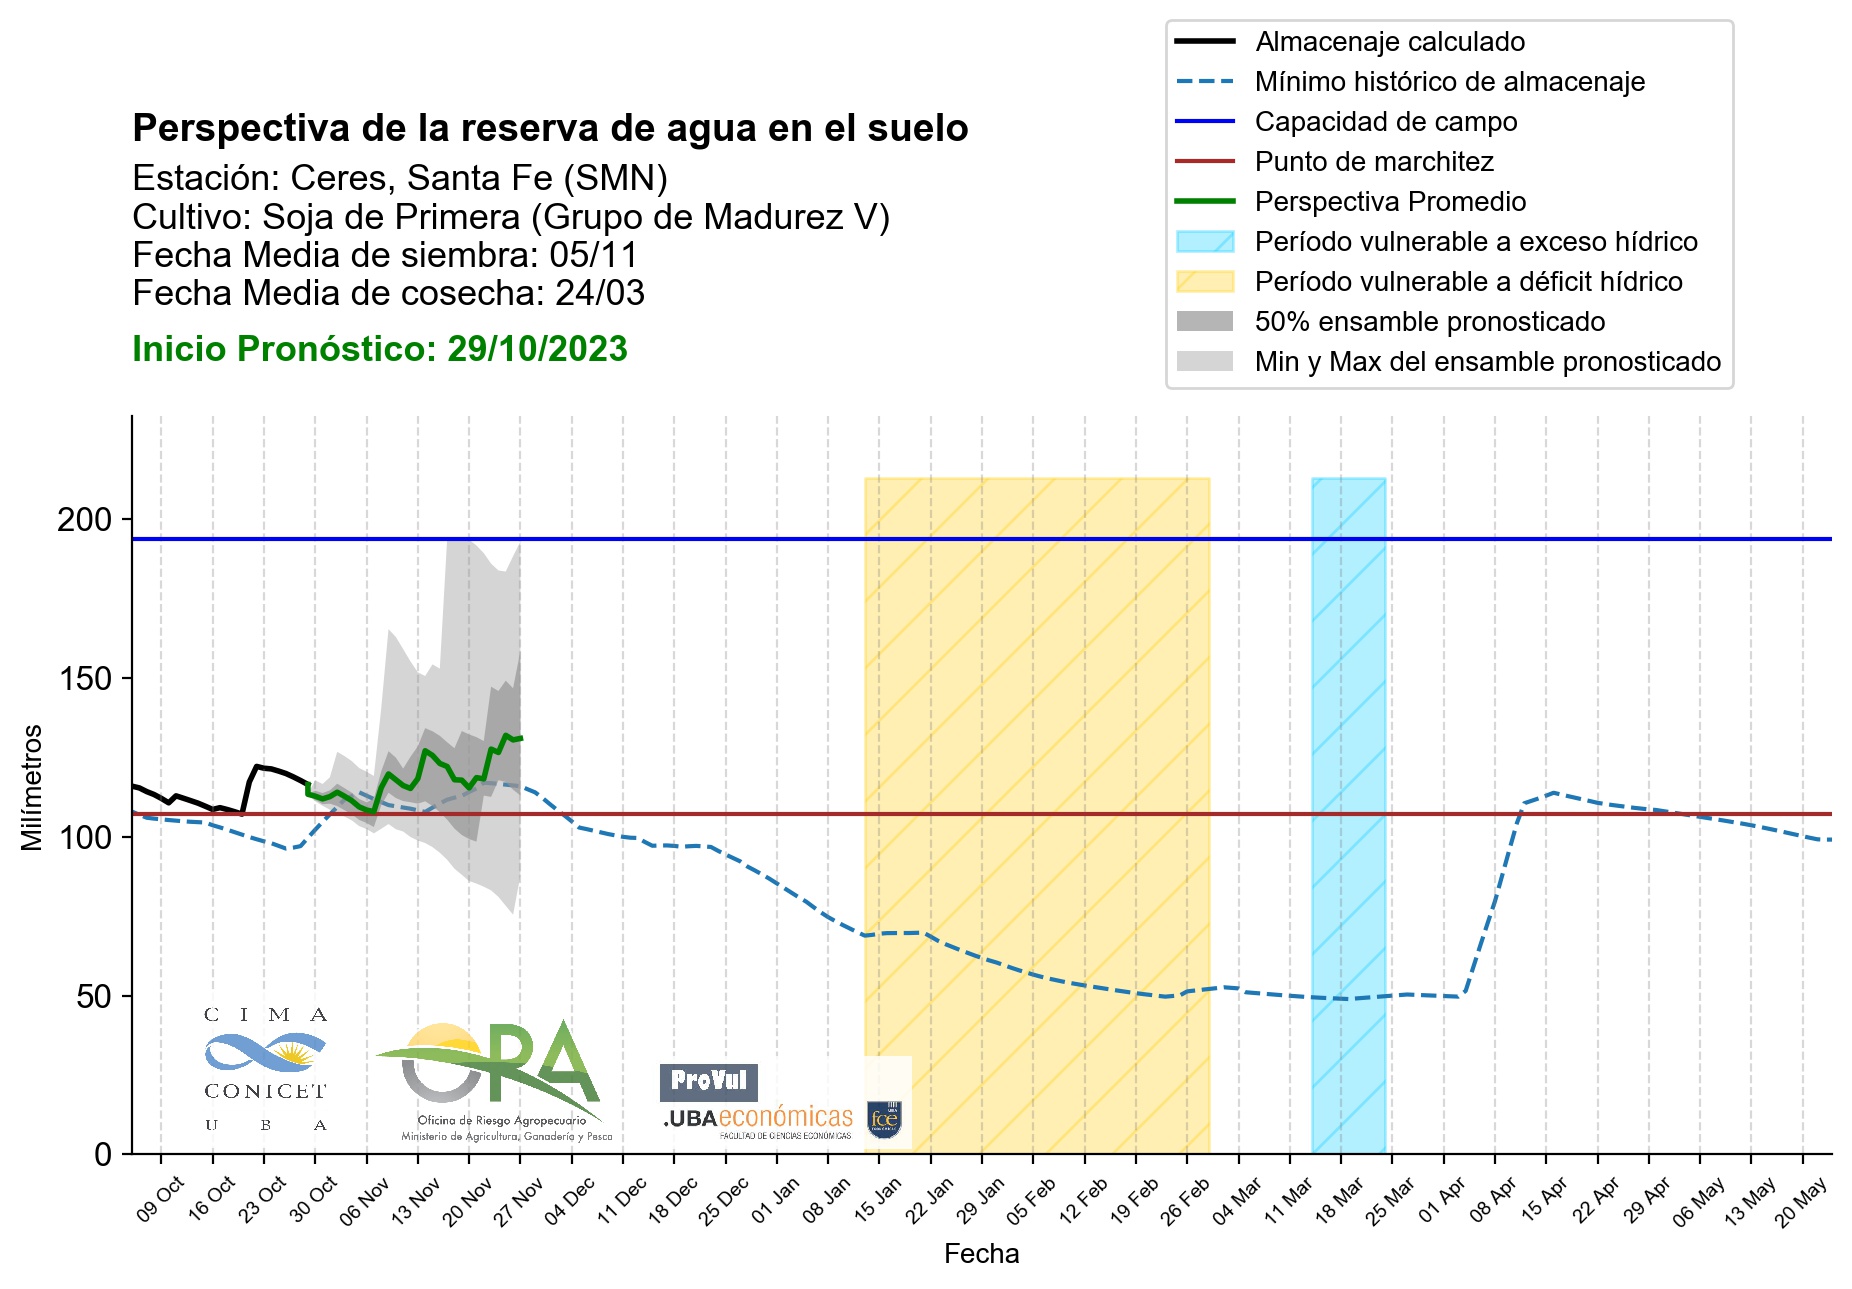 Almacenaje calculado
Mínimo histórico de almacenaje
Capacidad de campo
Punto de marchitez
Perspectiva Promedio
Período vulnerable a exceso hídrico
Período vulnerable a déficit hídrico
50% ensamble pronosticado
Min y Max del ensamble pronosticado
Perspectiva de la reserva de agua en el suelo
Estación: Ceres, Santa Fe (SMN)
Cultivo: Soja de Primera (Grupo de Madurez V)
Fecha Media de siembra: 05/11
Fecha Media de cosecha: 24/03
Inicio Pronóstico: 29/10/2023
Milímetros
200
150
100
50
0
C I M A
CONICET
U B A
OPA
Oficina de Riesgo Agropecuario
Ministerio de Agricultura, Ganadería y Pesca
ProVul
.UBAeconómicas
FACULTAD DE CIENCIAS ECONÓMICAS
UBA
fce
ECONÓMICAS
09 Oct
16 Oct
23 Oct
30 Oct
06 Nov
13 Nov
20 Nov
27 Nov
04 Dec
11 Dec
18 Dec
25 Dec
01 Jan
08 Jan
15 Jan
22 Jan
29 Jan
05 Feb
12 Feb
19 Feb
26 Feb
04 Mar
11 Mar
18 Mar
25 Mar
01 Apr
08 Apr
15 Apr
22 Apr
29 Apr
06 May
13 May
20 May
Fecha